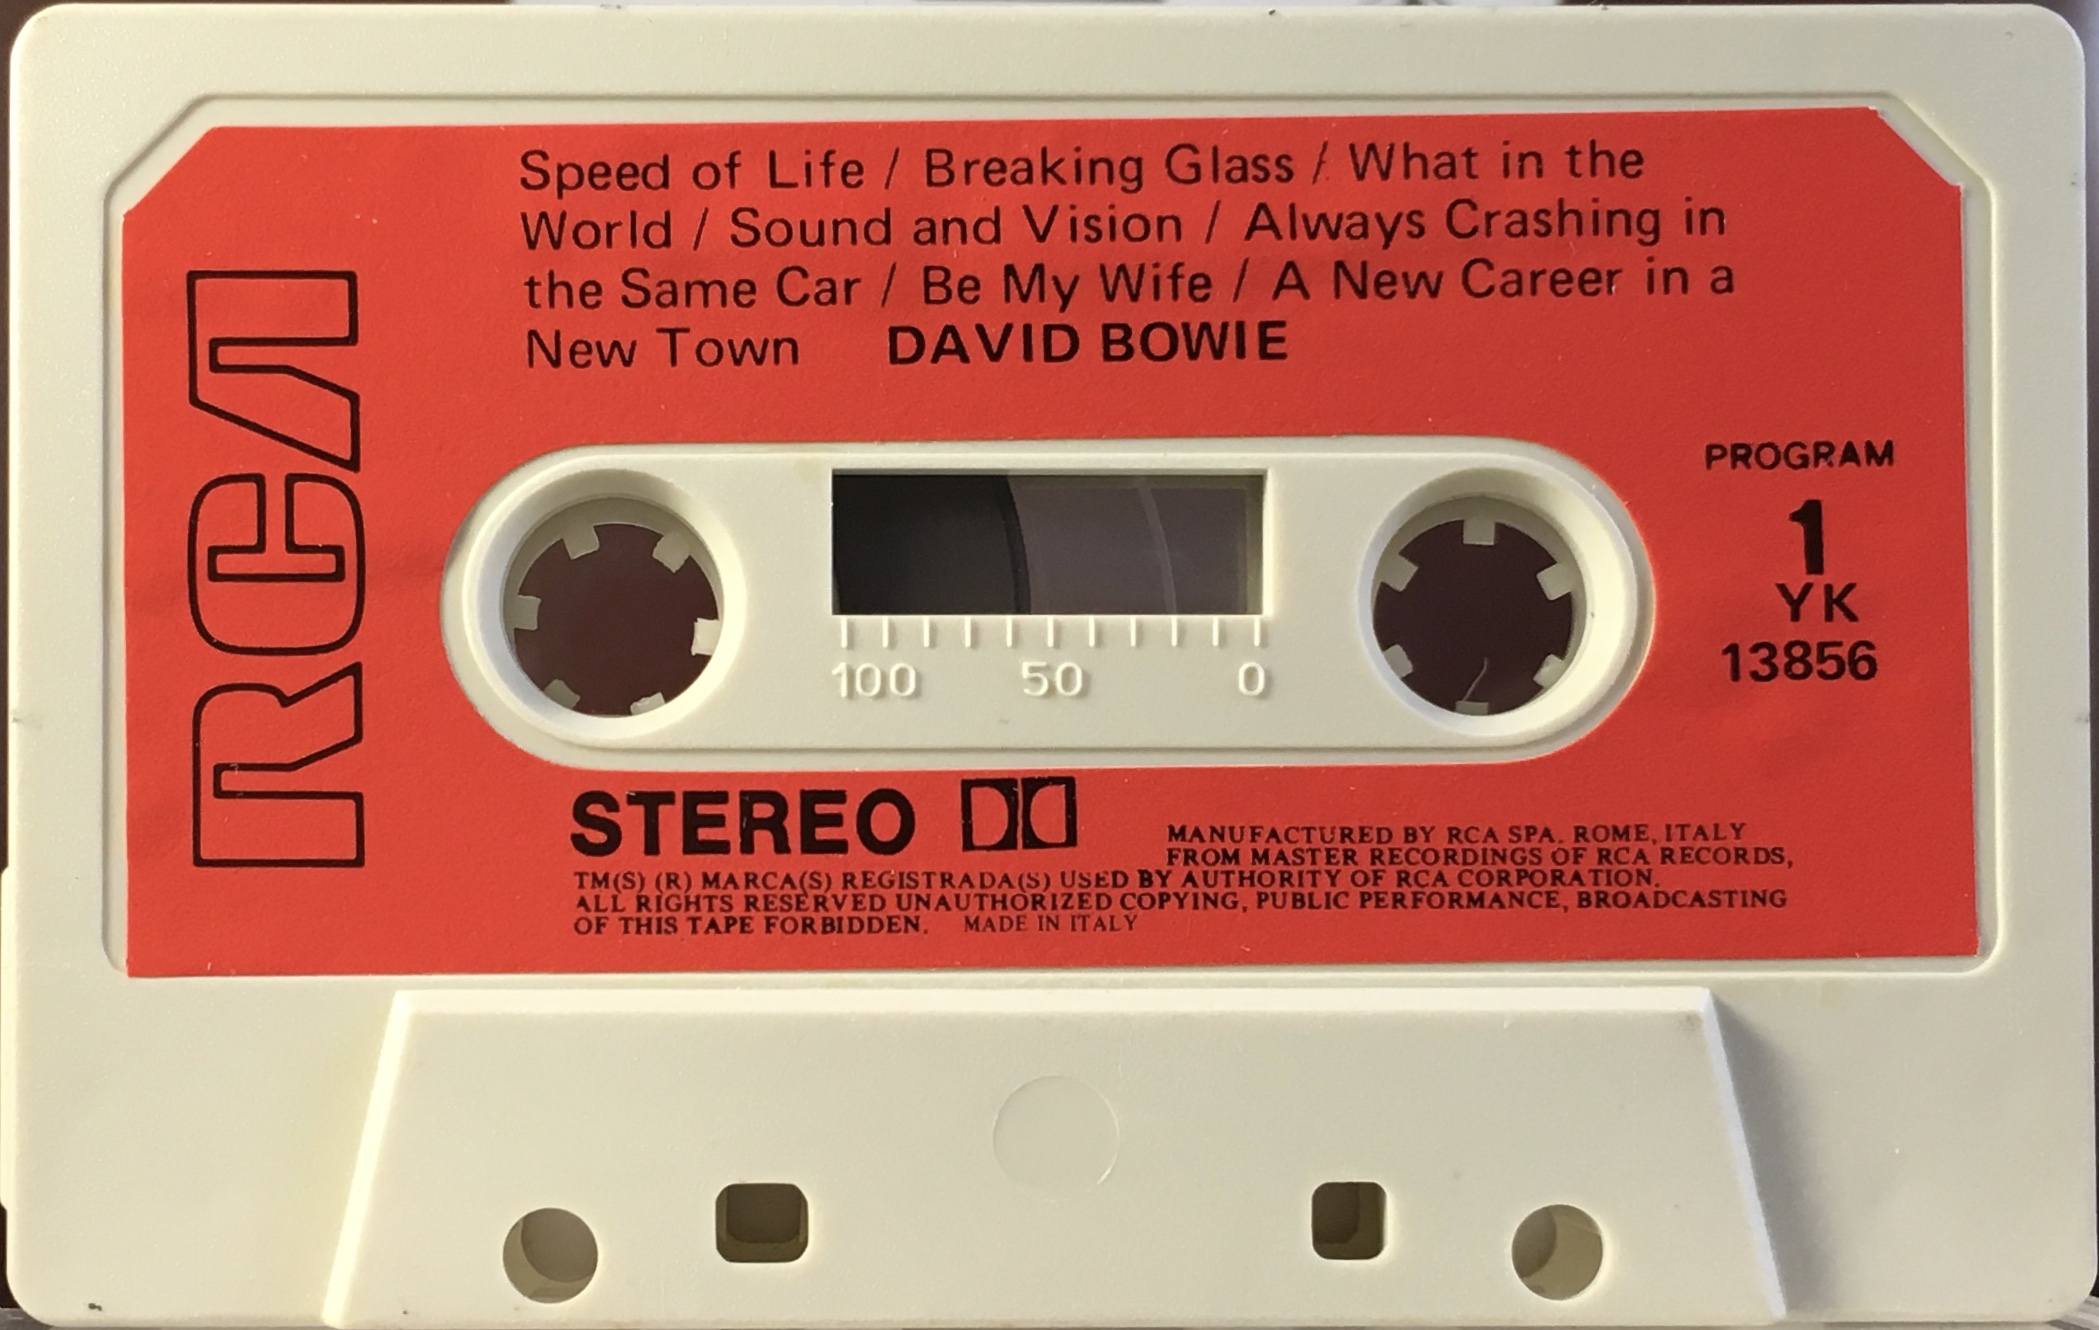 Speed of Life / Breaking Glass / What in the
World / Sound and Vision / Always Crashing in
the Same Car / Be My Wife / A New Career in a
New Town DAVID BOWIE
RCA
PROGRAM
1
YK
13856
100 50 0
STEREO
MANUFACTURED BY RCA SPA. ROME, ITALY
FROM MASTER RECORDINGS OF RCA RECORDS,
TM(S) (R) MARCA(S) REGISTRADA(S) USED BY AUTHORITY OF RCA CORPORATION.
ALL RIGHTS RESERVED UNAUTHORIZED COPYING, PUBLIC PERFORMANCE, BROADCASTING
OF THIS TAPE FORBIDDEN. MADE IN ITALY